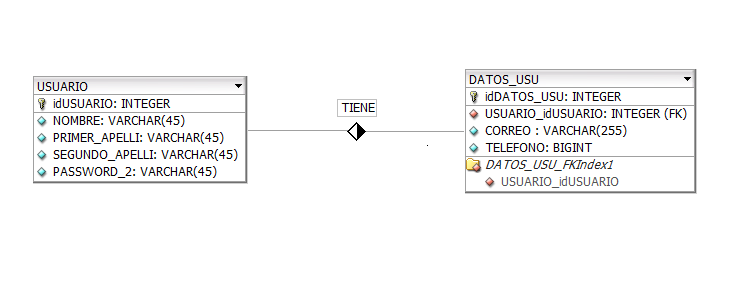 USUARIO
idUSUARIO: INTEGER
NOMBRE: VARCHAR(45)
PRIMER_APELLI: VARCHAR(45)
SEGUNDO_APELLI: VARCHAR(45)
PASSWORD_2: VARCHAR(45)
TIENE
DATOS_USU
idDATOS_USU: INTEGER
USUARIO_idUSUARIO: INTEGER (FK)
CORREO : VARCHAR(255)
TELEFONO: BIGINT
DATOS_USU_FKIndex1
USUARIO_idUSUARIO